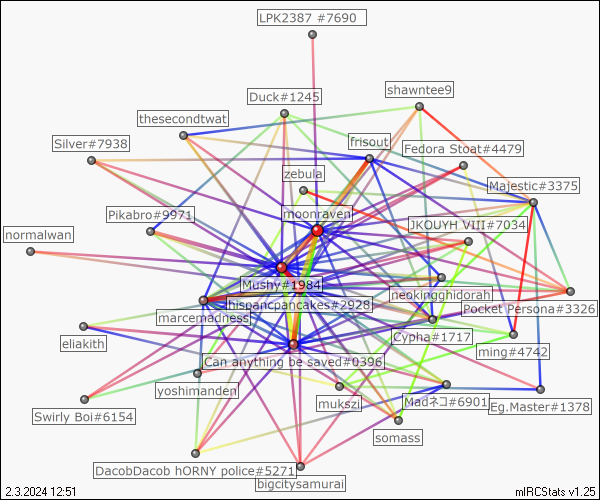 LPK2387 #7690
shawntee9
Duck#1245
thesecondtwat
frisout
Silver#7938
Fedora Stoat#4479
zebula
Majestic#3375
moonraven
Pikabro#9971
JKOUYH VIII#7034
normalwan
Mushy#1984
neokingghidorah
hispancpancakes#2928
Pocket Persona#3326
marcemadness
Cypha#1717
eliakith
ming#4742
Can anything be saved#0396
yoshimanden
mukszi
Madネコ#6901
Eg.Master#1378
Swirly Boi#6154
somass
DacobDacob hORNY police#5271
bigcitysamurai
2.3.2024 12:51
mIRCStats v1.25